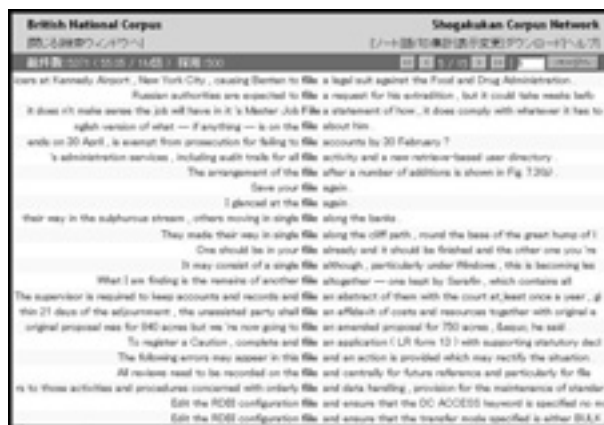 British National Corpus Shogakukan Corpus Network
icers at Kennedy Airport , New York City , causing Benten to file a legal suit against the Food and Drug Administration .
Russian authorities are expected to file a request for his extradition , but it could take weeks befo
it does n't make sense the job will have in it 's Master Job File a statement of how , it does comply with whatever it has to
nglish version of what — if anything — is on the file about him .
ends on 30 April , is exempt from prosecution for failing to file accounts by 30 February ?
's administration services , including audit trails for all file activity and a new retriever-based user directory .
The arrangement of the file after a number of additions is shown in Fig.
Save your file again .
I glanced at the file again .
their way in the sulphurous stream , others moving in single file along the banks .
They made their way in single file along the cliff path , round the base of the great hump of l
One should be in your file already and it should be finished and the other one you 're
It may consist of a single file although , particularly under Windows , this is becoming les
What I am finding is the remains of another file altogether — one kept by Serafin , which contains all
The supervisor is required to keep accounts and records and file an abstract of them with the court at least once a year , gi
thin 21 days of the adjournment , the unassisted party shall file an affidavit of costs and resources together with original a
original proposal was for 840 acres but we 're now going to file an amended proposal for 750 acres , &equo; he said .
To register a Caution , complete and file an application ( LR form 13 ) with supporting statutory decl
The following errors may appear in this file and an action is provided which may rectify the situation .
All reviews need to be recorded on the file and centrally for future reference and particularly for file
rs to those activities and procedures concerned with orderly file and data handling , provision for the maintenance of standar
Edit the RDBI configuration file and ensure that the DC ACCESS keyword is specified no m
Edit the RDBI configuration file and ensure that the transfer mode specified is either BULK